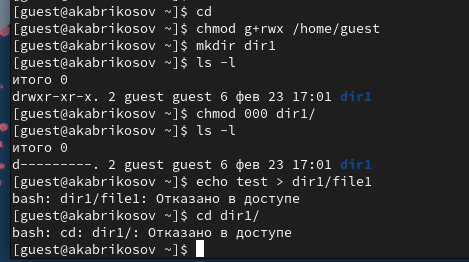 [guest@akabrikosov ~]$ cd
[guest@akabrikosov ~]$ chmod g+rwx /home/guest
[guest@akabrikosov ~]$ mkdir dir1
[guest@akabrikosov ~]$ ls -l
итого 0
drwxr-xr-x. 2 guest guest 6 фев 23 17:01 dir1
[guest@akabrikosov ~]$ chmod 000 dir1/
[guest@akabrikosov ~]$ ls -l
итого 0
d---------. 2 guest guest 6 фев 23 17:01 dir1
[guest@akabrikosov ~]$ echo test > dir1/file1
bash: dir1/file1: Отказано в доступе
[guest@akabrikosov ~]$ cd dir1/
bash: cd: dir1/: Отказано в доступе
[guest@akabrikosov ~]$